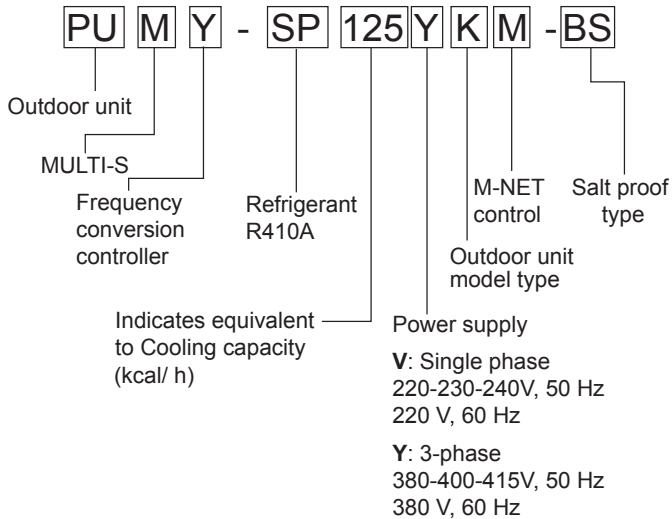 PU M Y - SP 125 Y K M -BS
Outdoor unit
MULTI-S
Frequency
conversion
controller
Refrigerant
R410A
M-NET
control
Salt proof
type
Outdoor unit
model type
Indicates equivalent
to Cooling capacity
(kcal/ h)
Power supply
V: Single phase
220-230-240V, 50 Hz
220 V, 60 Hz
Y: 3-phase
380-400-415V, 50 Hz
380 V, 60 Hz